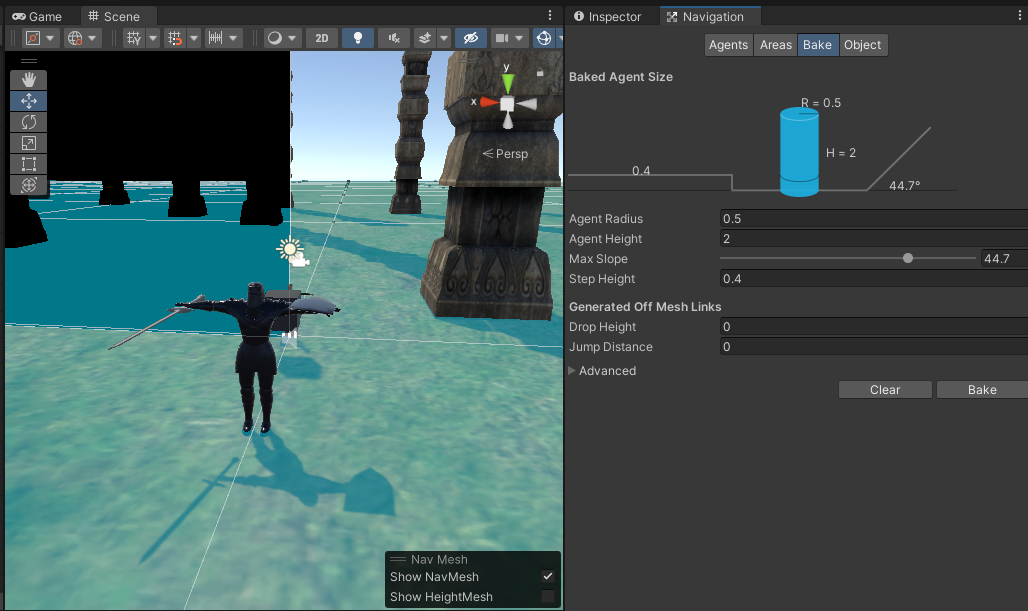 Game Scene
Inspector Navigation
2D
Agents Areas Bake Object
Baked Agent Size
y
x
Persp
R = 0.5
H = 2
0.4
44.7°
Agent Radius 0.5
Agent Height 2
Max Slope 44.7
Step Height 0.4
Generated Off Mesh Links
Drop Height 0
Jump Distance 0
Advanced
Clear Bake
Nav Mesh
Show NavMesh
Show HeightMesh